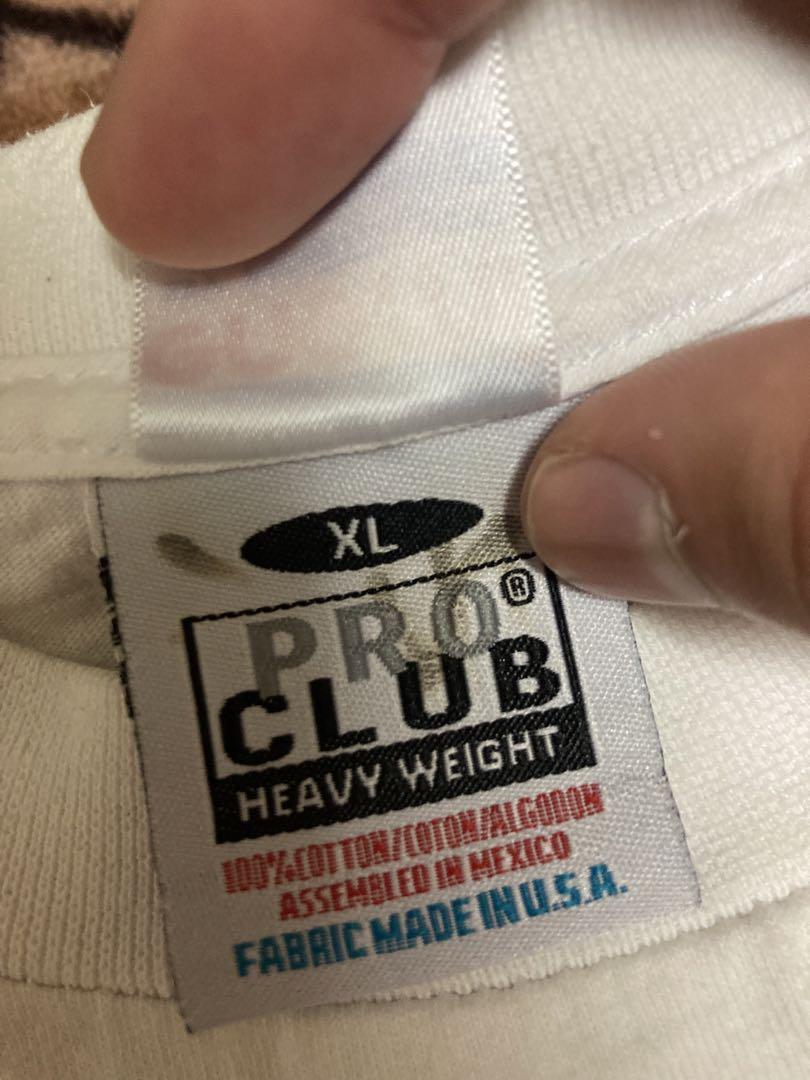 XL
PRO®
CLUB
HEAVY WEIGHT
100%COTTON/COTON/ALGODON
ASSEMBLED IN MEXICO
FABRIC MADE IN U.S.A.